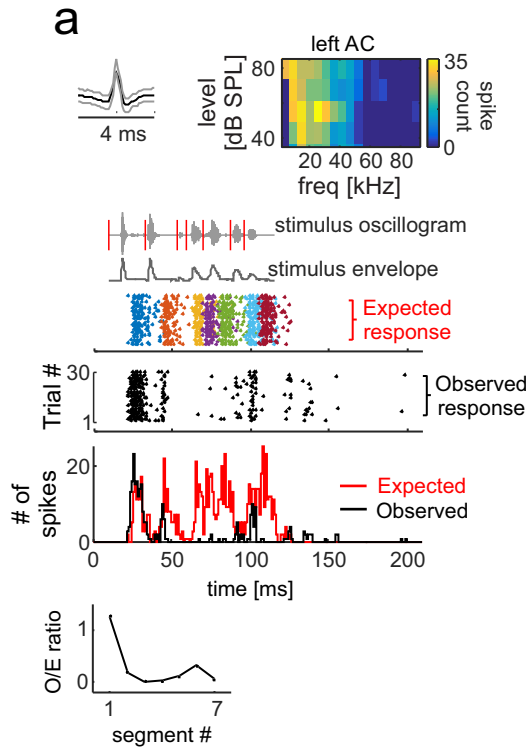 a
4 ms
left AC
level
[dB SPL]
80
40
20 40 60 80
freq [kHz]
35
0
spike
count
stimulus oscillogram
stimulus envelope
Expected
response
Trial #
30
1
Observed
response
# of
spikes
20
0
Expected
Observed
0 50 100 150 200
time [ms]
O/E ratio
1
0
1 7
segment #